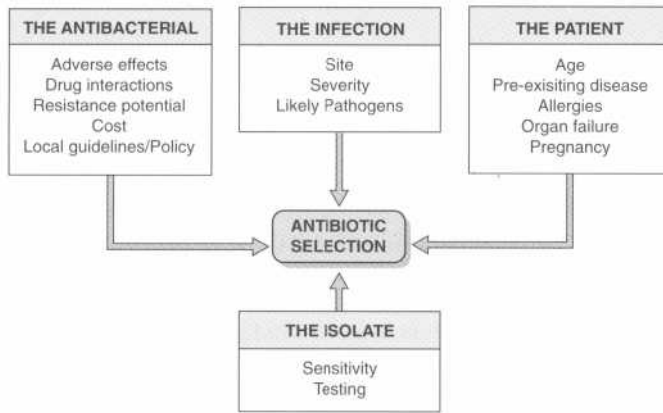 THE ANTIBACTERIAL
Adverse effects
Drug interactions
Resistance potential
Cost
Local guidelines/Policy
THE INFECTION
Site
Severity
Likely Pathogens
THE PATIENT
Age
Pre-exisiting disease
Allergies
Organ failure
Pregnancy
ANTIBIOTIC
SELECTION
THE ISOLATE
Sensitivity
Testing